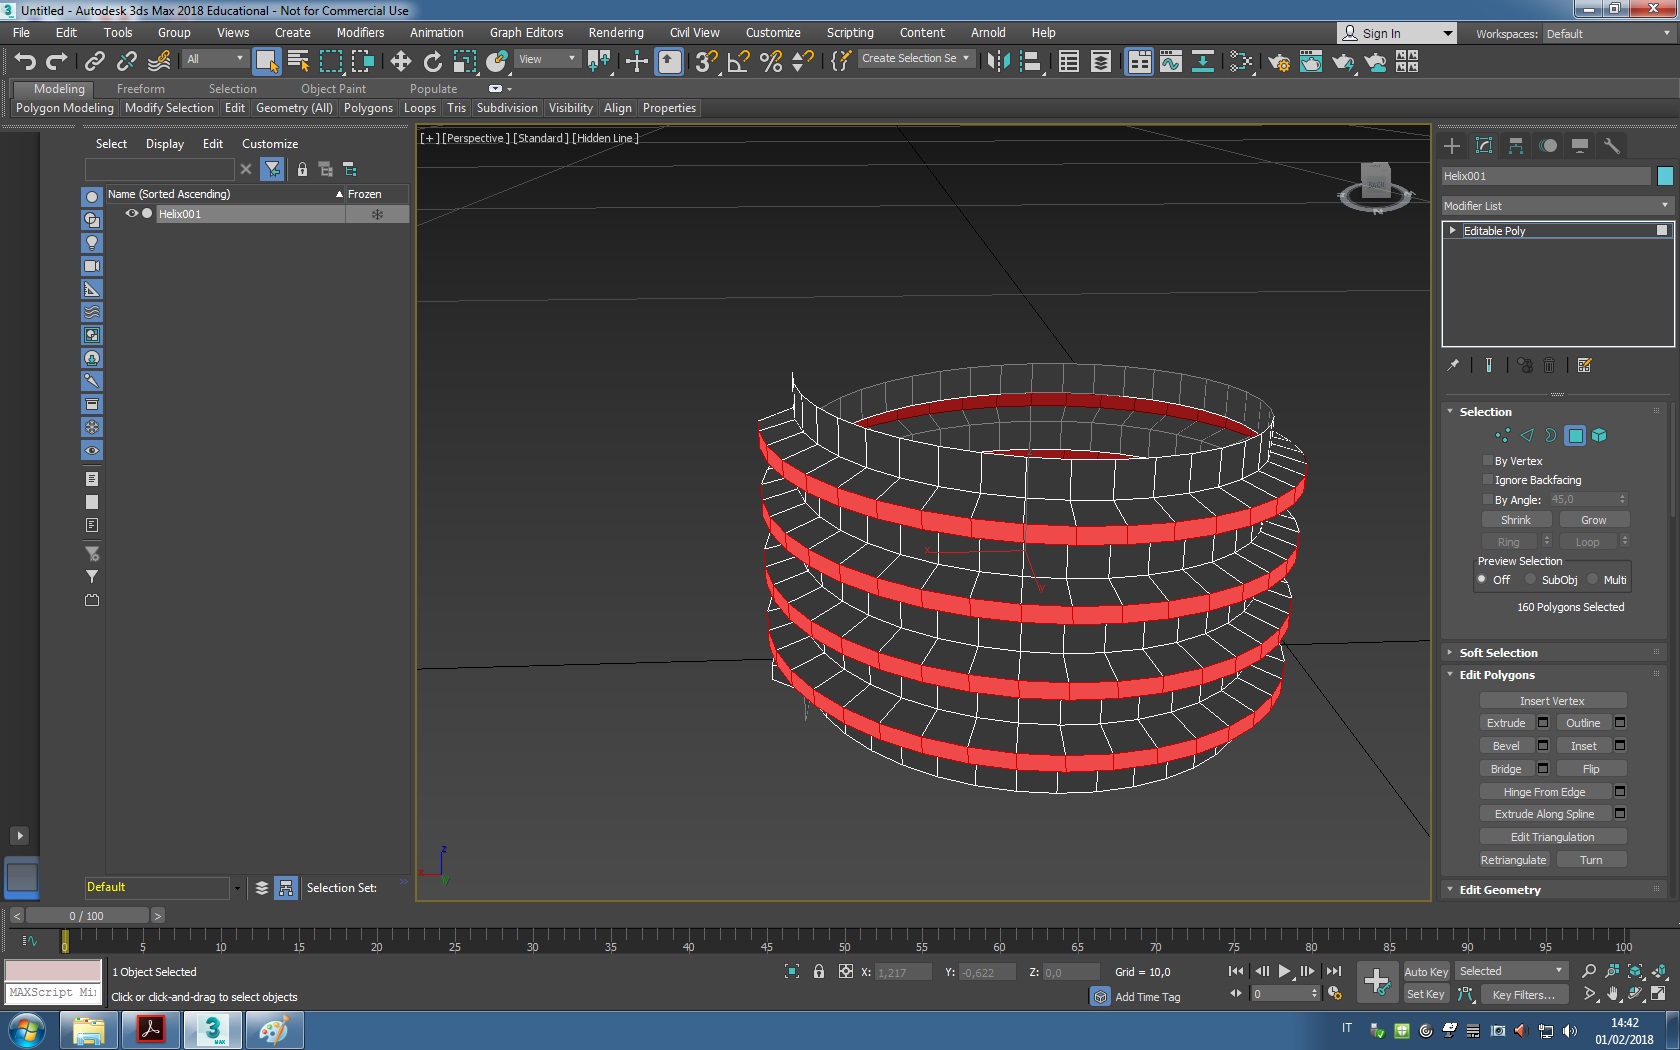 Untitled - Autodesk 3ds Max 2018 Educational - Not for Commercial Use
File Edit Tools Group Views Create Modifiers Animation Graph Editors Rendering Civil View Customize Scripting Content Arnold Help
Sign In Workspaces: Default
All View Create Selection Se
Modeling Freeform Selection Object Paint Populate
Polygon Modeling Modify Selection Edit Geometry (All) Polygons Loops Tris Subdivision Visibility Align Properties
[+] [Perspective ] [Standard ] [Hidden Line ]
Select Display Edit Customize
Name (Sorted Ascending) Frozen
Helix001
BACK
N
x
y
z
x
y
Helix001
Modifier List
Editable Poly
Selection
By Vertex
Ignore Backfacing
By Angle: 45,0
Shrink Grow
Ring Loop
Preview Selection
Off SubObj Multi
160 Polygons Selected
Soft Selection
Edit Polygons
Insert Vertex
Extrude Outline
Bevel Inset
Bridge Flip
Hinge From Edge
Extrude Along Spline
Edit Triangulation
Retriangulate Turn
Edit Geometry
Default Selection Set:
< 0 / 100 >
0 5 10 15 20 25 30 35 40 45 50 55 60 65 70 75 80 85 90 95 100
1 Object Selected X: 1,217 Y: -0,622 Z: 0,0 Grid = 10,0 Auto Key Selected
MAXScript Mi Click or click-and-drag to select objects Add Time Tag 0 Set Key Key Filters...
3 MAX
IT 14:42
01/02/2018